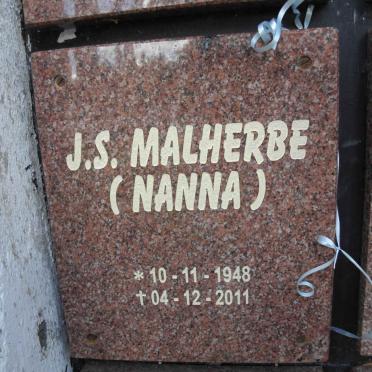 J.S. MALHERBE
( NANNA )
* 10 - 11 - 1948
† 04 - 12 - 2011